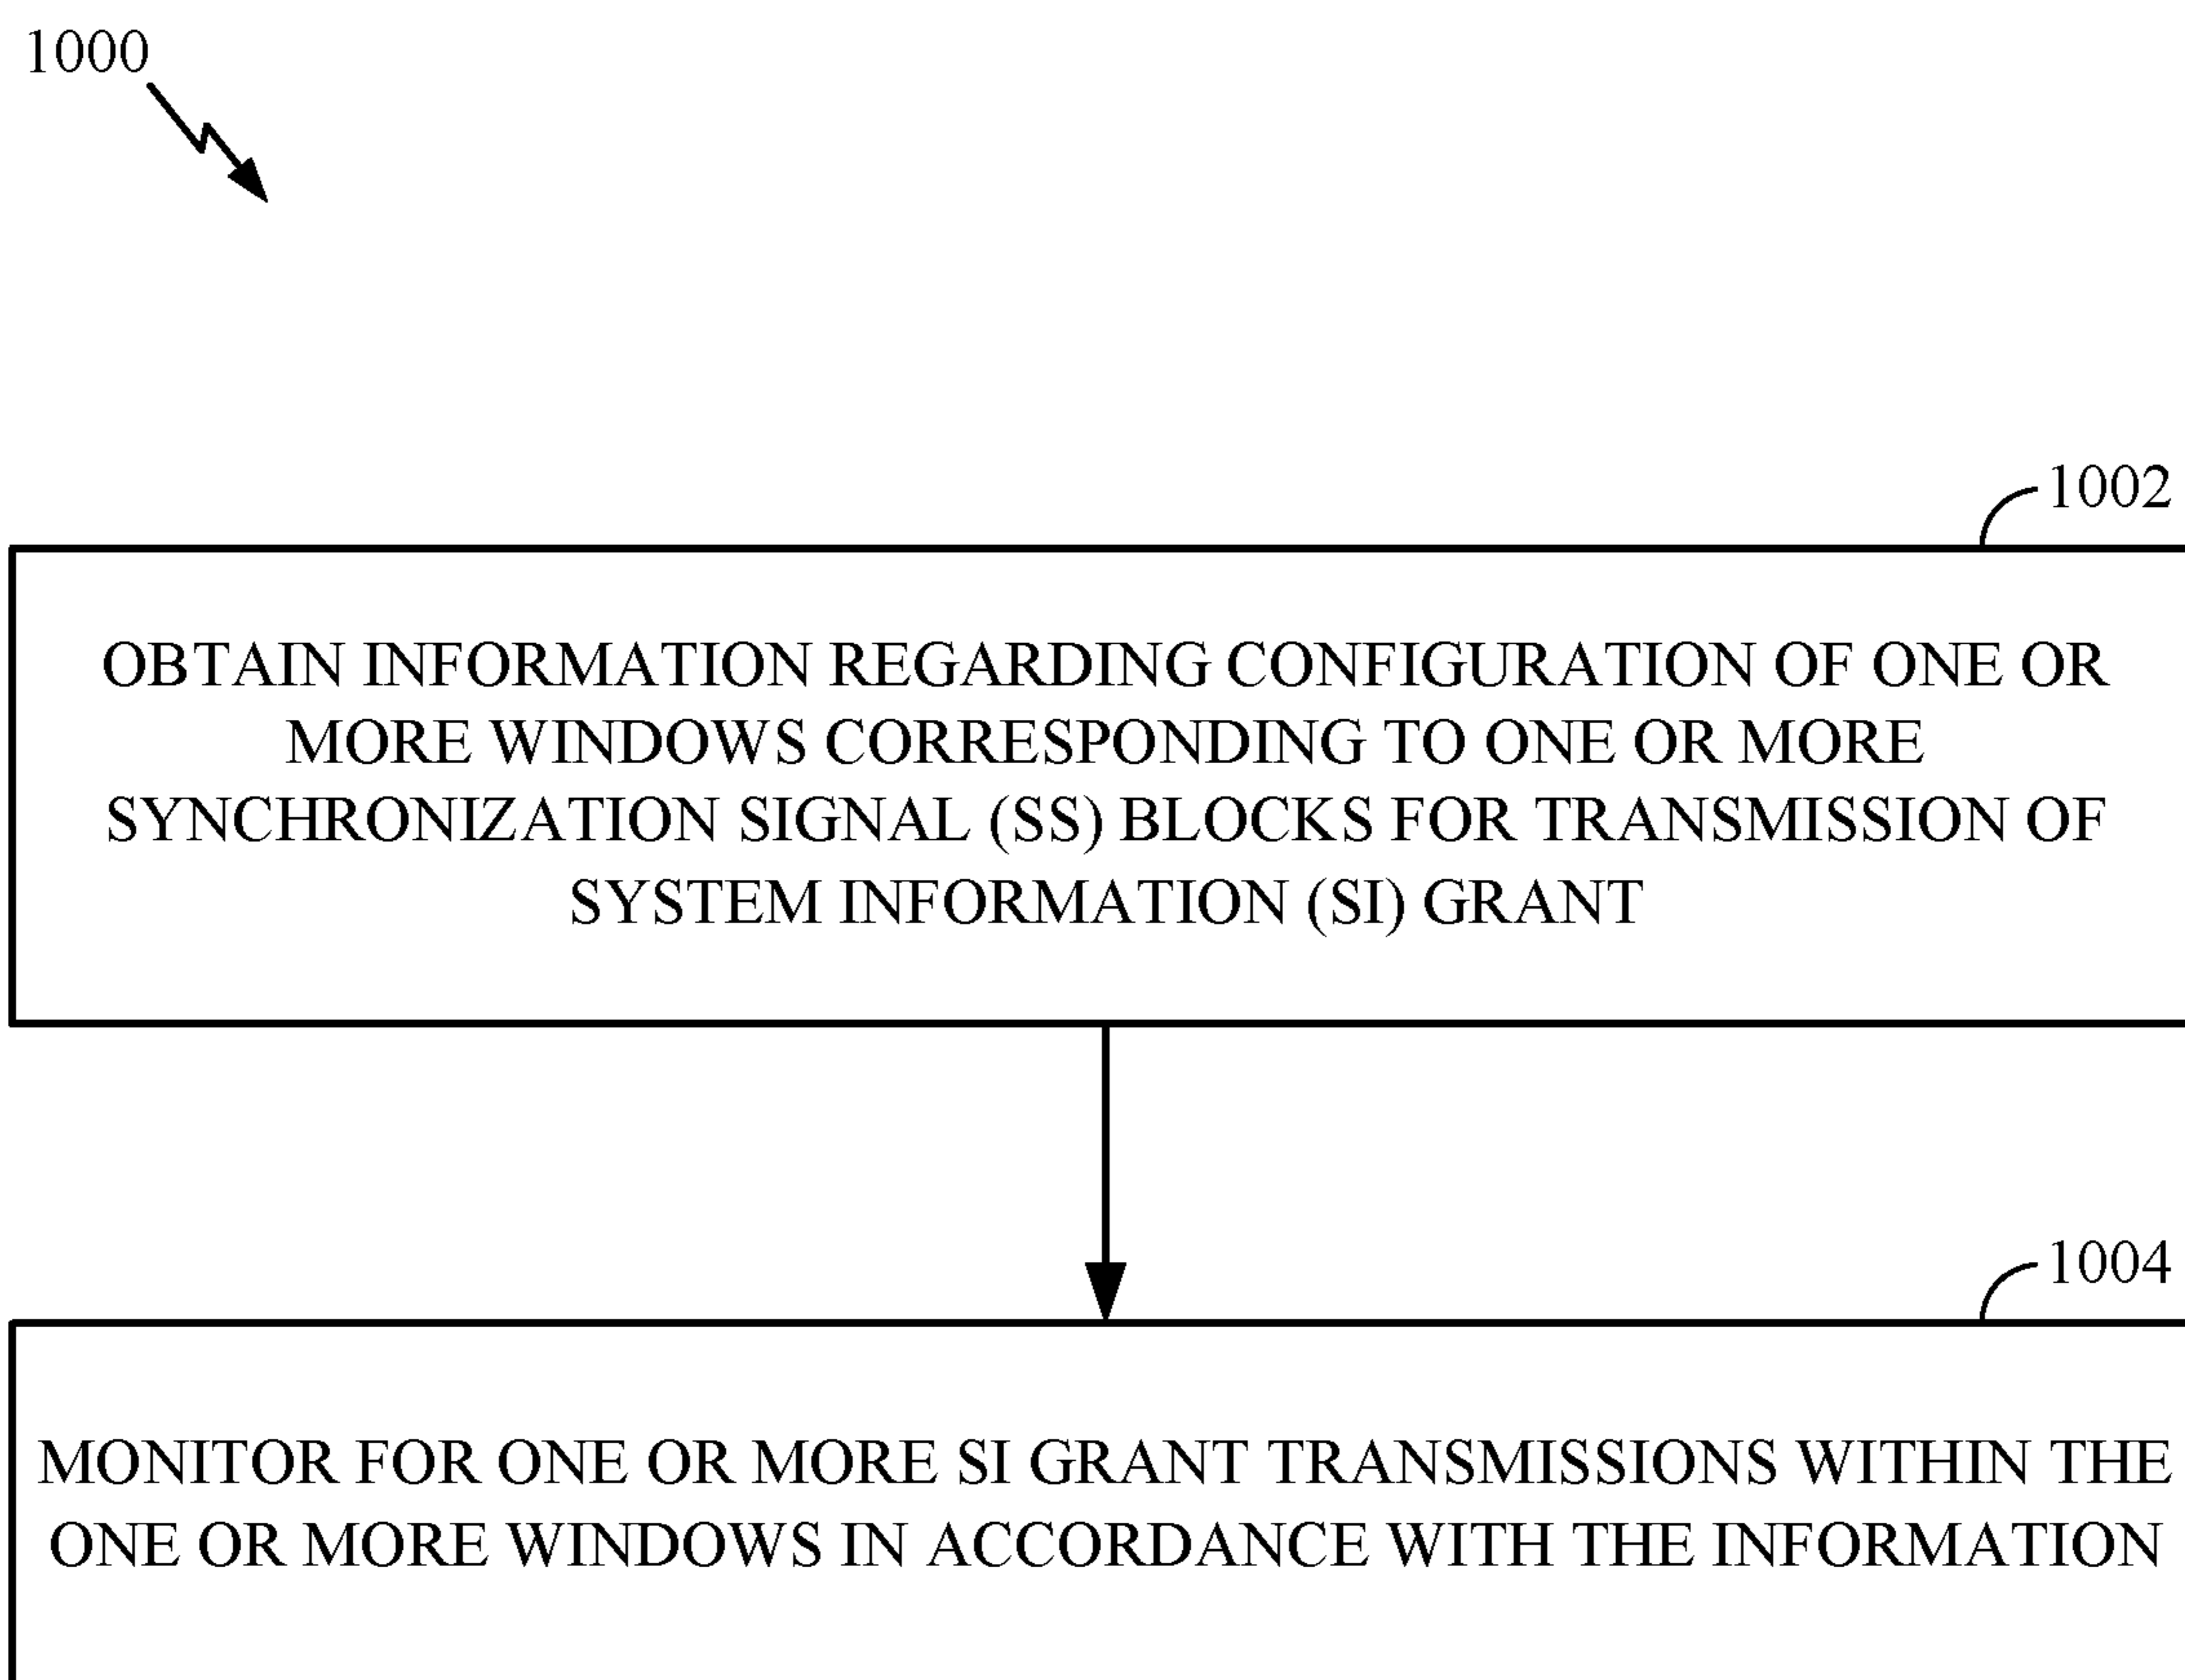 1000
1002
OBTAIN INFORMATION REGARDING CONFIGURATION OF ONE OR
MORE WINDOWS CORRESPONDING TO ONE OR MORE
SYNCHRONIZATION SIGNAL (SS) BLOCKS FOR TRANSMISSION OF
SYSTEM INFORMATION (SI) GRANT
1004
MONITOR FOR ONE OR MORE SI GRANT TRANSMISSIONS WITHIN THE
ONE OR MORE WINDOWS IN ACCORDANCE WITH THE INFORMATION